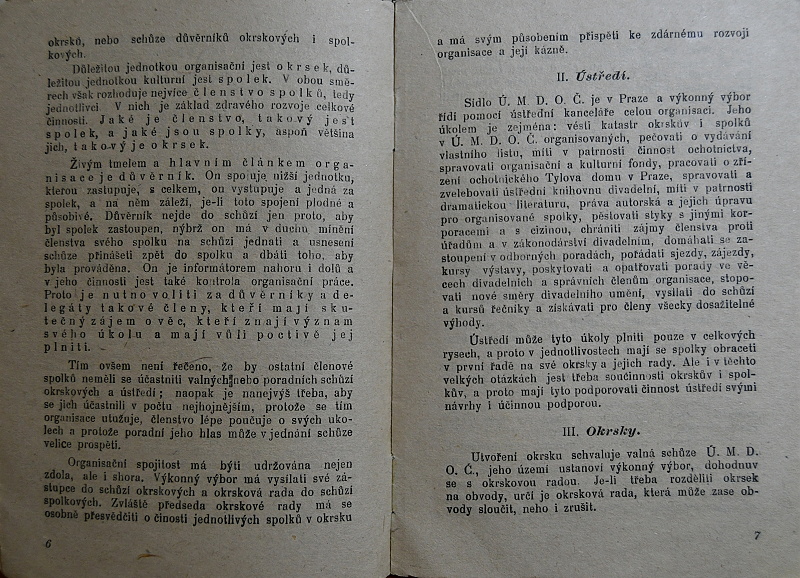 okrsků, nebo schůze důvěrníků okrskových i spol-
kových.
Důležitou jednotkou organisační jest okrsek, dů-
ležitou jednotkou kulturní jest spolek. V obou smě-
rech však rozhoduje nejvíce členstvo spolků, tedy
jednotlivci. V nich je základ zdravého rozvoje celkové
činnosti. Jaké je členstvo, takový jest
spolek, a jaké jsou spolky, aspoň většina
jich, takový je okrsek.
Živým tmelem a hlavním článkem orga-
nisace je důvěrník. On spojuje nižší jednotku,
kterou zastupuje, s celkem, on vystupuje a jedná za
spolek, a na něm záleží, je-li toto spojení plodné a
působivé. Důvěrník nejde do schůzí jen proto, aby
byl spolek zastoupen, nýbrž on má v duchu mínění
členstva svého spolku na schůzi jednati a usnesení
schůze přinášeti zpět do spolku a dbáti toho, aby
byla prováděna. On je informátorem nahoru i dolů a
v jeho činosti jest také kontrola organisační práce.
Proto je nutno voliti za důvěrníky a de-
legáty takové členy, kteří mají sku-
tečný zájem o věc, kteří znají význam
svého úkolu a mají vůli poctivě jej
plniti.
Tím ovšem není řečeno, že by ostatní členové
spolků neměli se účastniti valných nebo poradních schůzí
okrskových a ústředí; naopak je nanejvýš třeba, aby
se jich účastnili v počtu nejhojnějším, protože se tím
organisace utužuje, členstvo lépe poučuje o svých úko-
lech a protože poradní jeho hlas může v jednání schůze
velice prospěti.
Organisační spojitost má býti udržována nejen
zdola, ale i shora. Výkonný výbor má vysílati své zá-
stupce do schůzí okrskových a okrsková rada do schůzí
spolkových. Zvláště předseda okrskové rady má se
osobně přesvědčiti o činosti jednotlivých spolků v okrsku
6
a má svým působením přispěti ke zdárnému rozvoji
organisace a její kázně.
II. Ústředí.
Sídlo Ú. M. D. O. Č. je v Praze a výkonný výbor
řídí pomocí ústřední kanceláře celou organisaci. Jeho
úkolem je zejména: vésti katastr okrskův i spolků
v Ú. M. D. O. Č. organisovaných, pečovati o vydávání
vlastního listu, míti v patrnosti činnost ochotnictva,
spravovati organisační a kulturní fondy, pracovati o zří-
zení ochotnického Tylova domu v Praze, spravovati a
zvelebovati ústřední knihovnu divadelní, míti v patrnosti
dramatickou literaturu, práva autorská a jejich úpravu
pro organisované spolky, pěstovati styky s jinými kor-
poracemi a s cizinou, chrániti zájmy členstva proti
úřadům a v zákonodárství divadelním, domáhati se za-
stoupení v odborných poradách, pořádati sjezdy, zájezdy,
kursy výstavy, poskytovati a opatřovati porady ve vě-
cech divadelních a správních členům organisace, stopo-
vati nové směry divadelního umění, vysílati do schůzí
a kursů řečníky a získávati pro členy všecky dosažitelné
výhody.
Ústředí může tyto úkoly plniti pouze v celkových
rysech, a proto v jednotlivostech mají se spolky obraceti
v první řadě na své okrsky a jejich rady. Ale i v těchto
velkých otázkách jest třeba součinnosti okrskův i spol-
kův, a proto mají tyto podporovati činnost ústředí svými
návrhy i účinnou podporou.
III. Okrsky.
Utvoření okrsku schvaluje valná schůze Ú. M. D.
O. Č., jeho území ustanoví výkonný výbor, dohodnuv
se s okrskovou radou. Je-li třeba rozděliti okrsek
na obvody, určí je okrsková rada, která může zase ob-
vody sloučit, neho i zrušit.
7